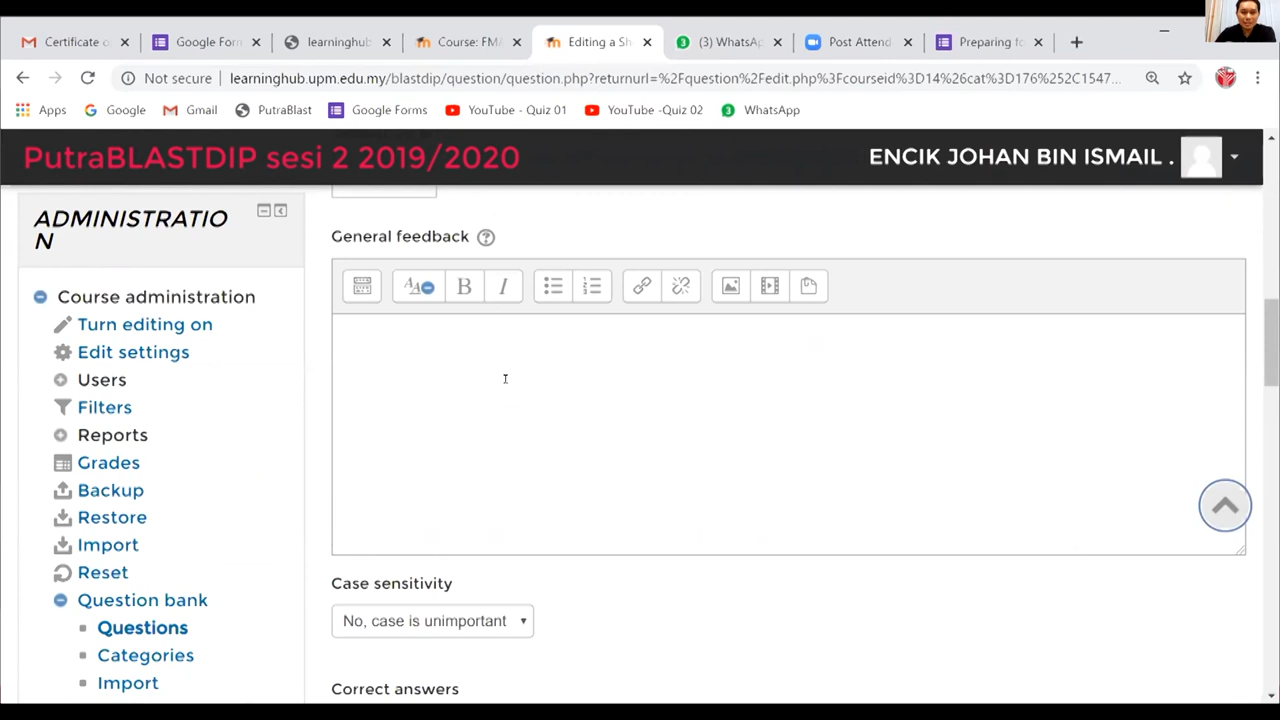 Certificate o
Google For
learninghub
Course: FM
Editing a Sh
(3) WhatsA
Post Attend
Preparing fo
Not secure
learninghub.upm.edu.my/blastdip/question/question.php?returnurl=%2Fquestion%2Fedit.php%3Fcourseid%3D14%26cat%3D176%252C1547...
Apps
Google
Gmail
PutraBlast
Google Forms
YouTube - Quiz 01
YouTube -Quiz 02
WhatsApp
PutraBLASTDIP sesi 2 2019/2020
ENCIK JOHAN BIN ISMAIL .
ADMINISTRATIO
N
Course administration
Turn editing on
Edit settings
Users
Filters
Reports
Grades
Backup
Restore
Import
Reset
Question bank
Questions
Categories
Import
General feedback
Case sensitivity
No, case is unimportant
Correct answers